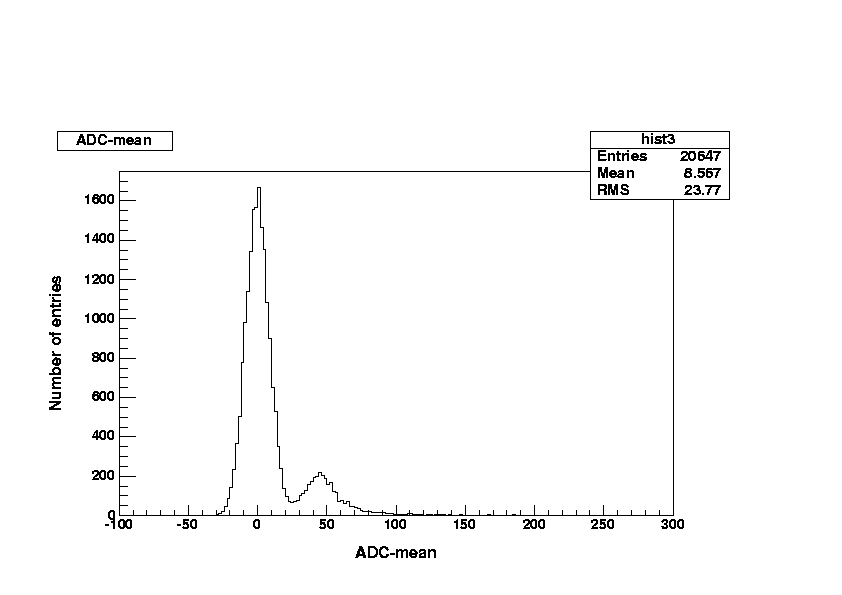 ADC-mean
hist3
Entries 20647
Mean 8.567
RMS 23.77
Number of entries
1600
1400
1200
1000
800
600
400
200
0
-100 -50 0 50 100 150 200 250 300
ADC-mean